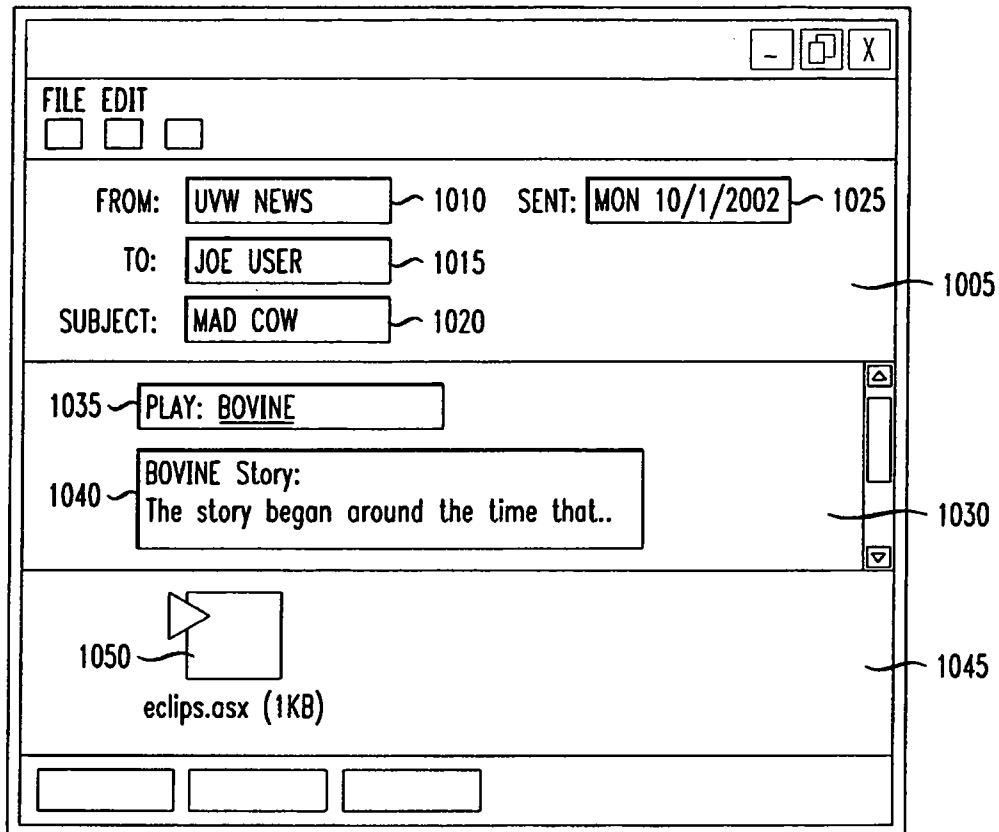 _ X
FILE EDIT
FROM: UVW NEWS 1010 SENT: MON 10/1/2002 1025
TO: JOE USER 1015
1005
SUBJECT: MAD COW 1020
1035 PLAY: BOVINE
BOVINE Story:
1040
The story began around the time that..
1030
1050
1045
eclips.asx (1KB)